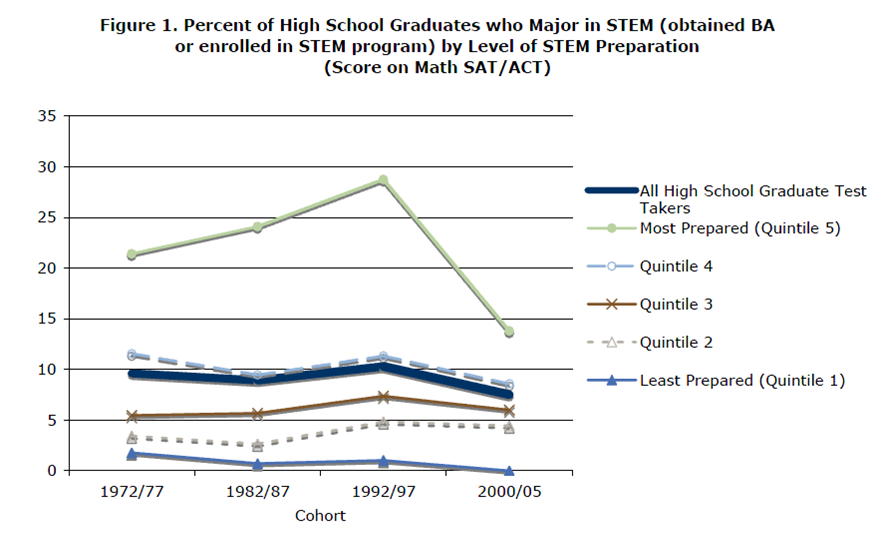 Figure 1. Percent of High School Graduates who Major in STEM (obtained BA
or enrolled in STEM program) by Level of STEM Preparation
(Score on Math SAT/ACT)
35
30
25
20
15
10
5
0
1972/77 1982/87 1992/97 2000/05
Cohort
All High School Graduate Test
Takers
Most Prepared (Quintile 5)
Quintile 4
Quintile 3
Quintile 2
Least Prepared (Quintile 1)